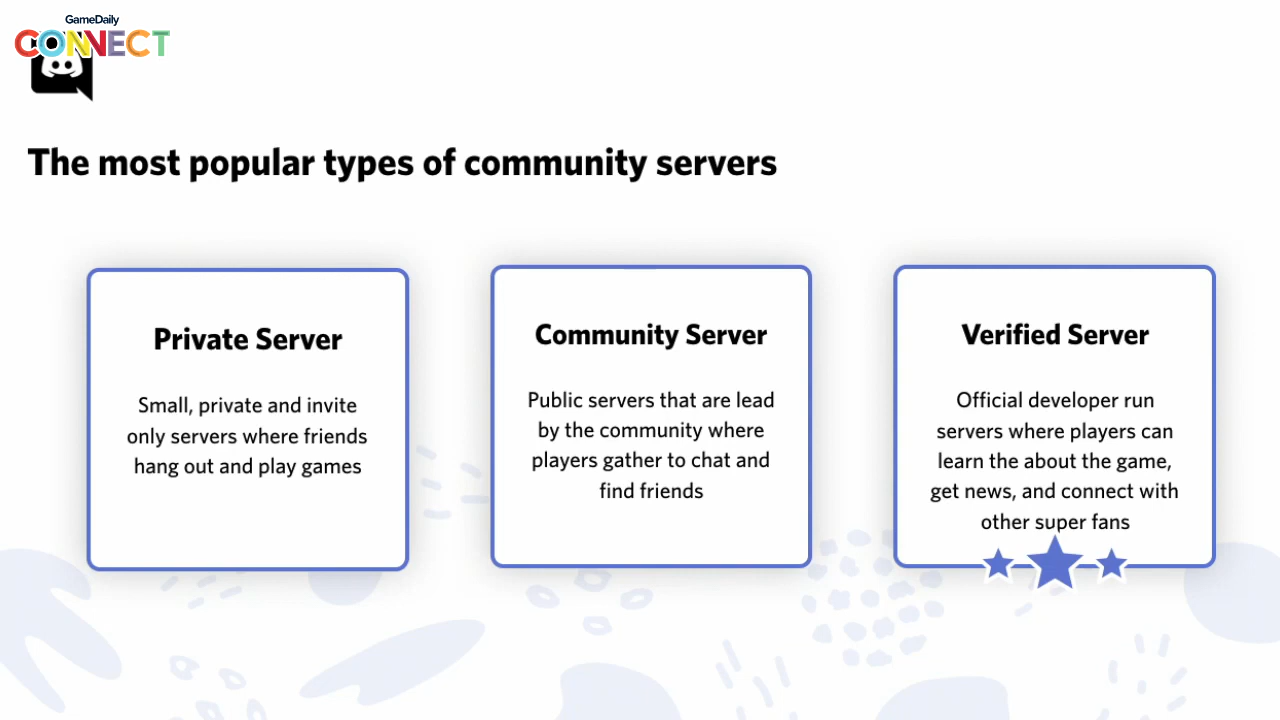 GameDaily
CONNECT
The most popular types of community servers
Private Server
Small, private and invite
only servers where friends
hang out and play games
Community Server
Public servers that are lead
by the community where
players gather to chat and
find friends
Verified Server
Official developer run
servers where players can
learn the about the game,
get news, and connect with
other super fans